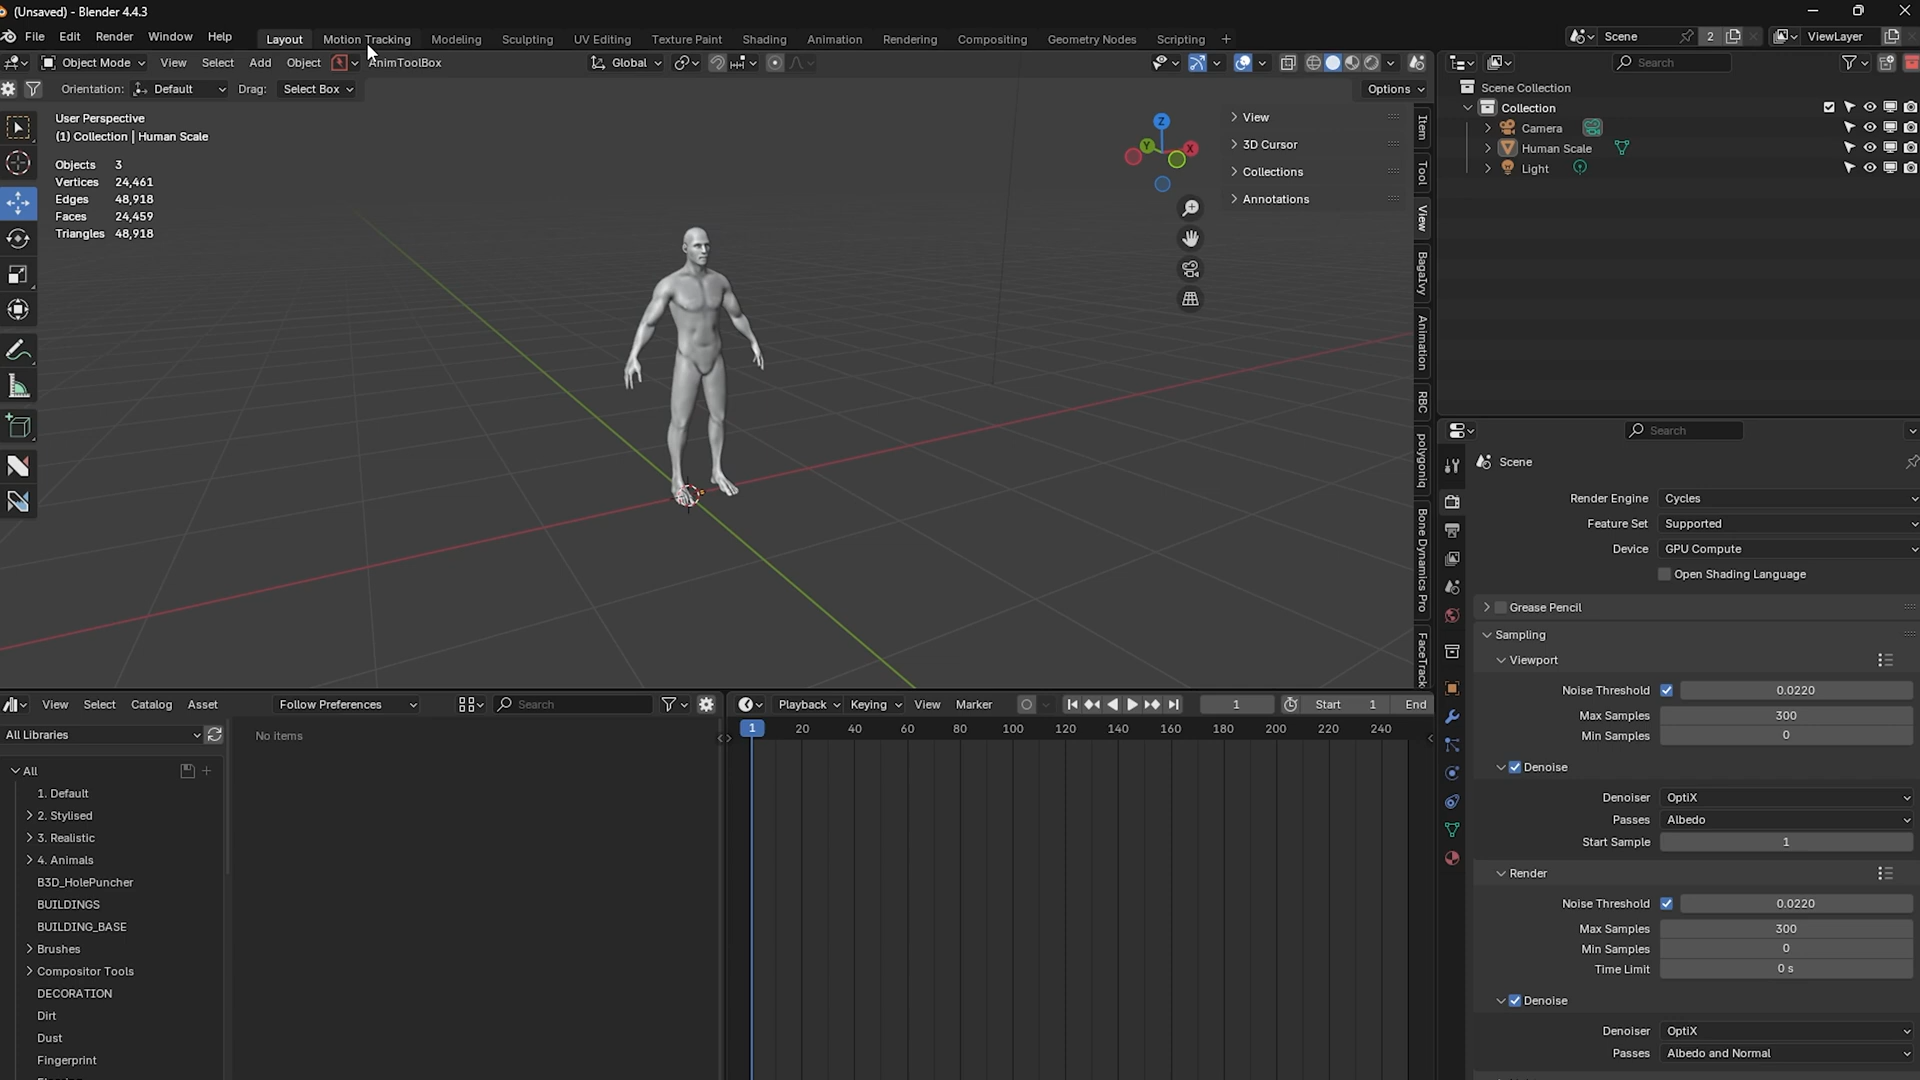 (Unsaved) - Blender 4.4.3
File Edit Render Window Help Layout Motion Tracking Modeling Sculpting UV Editing Texture Paint Shading Animation Rendering Compositing Geometry Nodes Scripting + Scene 2 ViewLayer
Object Mode View Select Add Object AnimToolBox Global Search
Orientation: Default Drag: Select Box Options
User Perspective
(1) Collection | Human Scale
Objects 3
Vertices 24,461
Edges 48,918
Faces 24,459
Triangles 48,918
Z
Y
X
View
3D Cursor
Collections
Annotations
Item
Tool
View
BagaIvy
Animation
RBC
polygoniq
Bone Dynamics Pro
FaceTrack
Scene Collection
Collection
Camera
Human Scale
Light
Search
Scene
Render Engine Cycles
Feature Set Supported
Device GPU Compute
Open Shading Language
Grease Pencil
Sampling
Viewport
Noise Threshold 0.0220
Max Samples 300
Min Samples 0
Denoise
Denoiser OptiX
Passes Albedo
Start Sample 1
Render
Noise Threshold 0.0220
Max Samples 300
Min Samples 0
Time Limit 0 s
Denoise
Denoiser OptiX
Passes Albedo and Normal
View Select Catalog Asset Follow Preferences Search
All Libraries
No items
All
1. Default
2. Stylised
3. Realistic
4. Animals
B3D_HolePuncher
BUILDINGS
BUILDING_BASE
Brushes
Compositor Tools
DECORATION
Dirt
Dust
Fingerprint
Playback Keying View Marker 1 Start 1 End
1 20 40 60 80 100 120 140 160 180 200 220 240